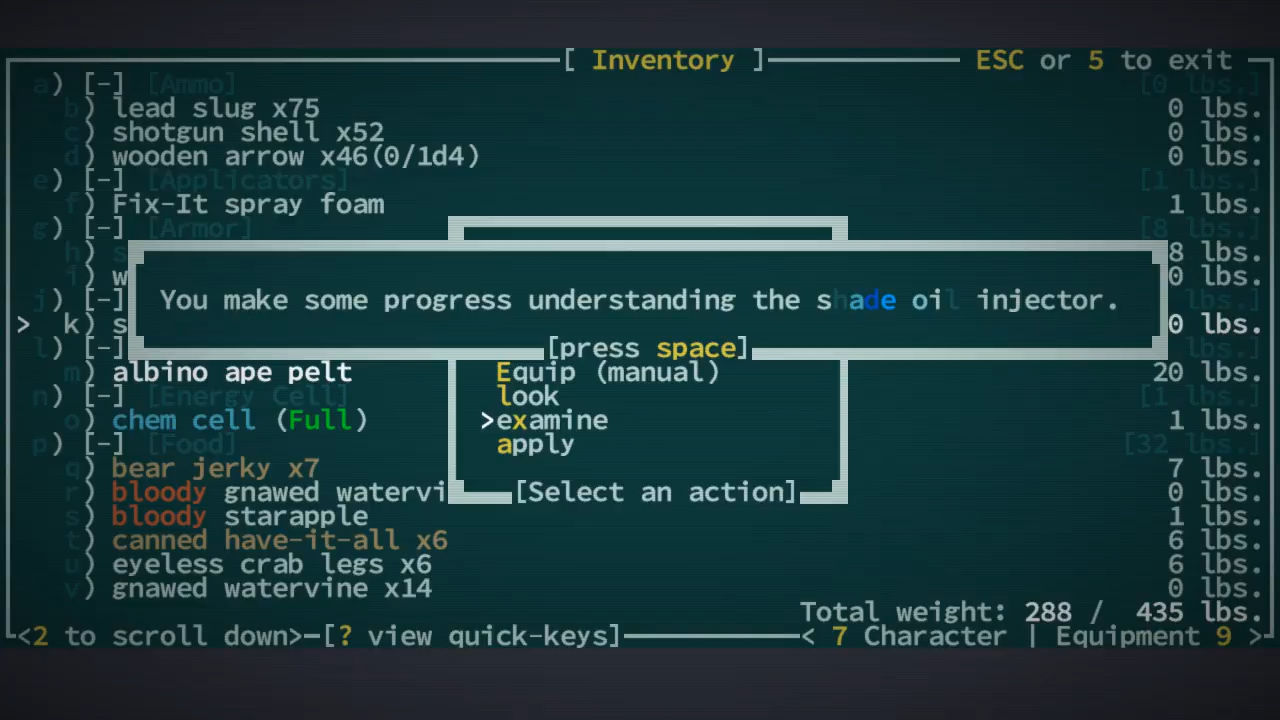 [ Inventory ] ESC or 5 to exit
a) [-] [Ammo] [0 lbs.]
b) lead slug x75 0 lbs.
c) shotgun shell x52 0 lbs.
d) wooden arrow x46(0/1d4) 0 lbs.
e) [-] [Applicators] [1 lbs.]
f) Fix-It spray foam 1 lbs.
g) [-] [Armor] [8 lbs.]
h) s 8 lbs.
i) w 0 lbs.
You make some progress understanding the shade oil injector.
j) [-] lbs.]
> k) s 0 lbs.
[press space]
l) [-]
m) albino ape pelt 20 lbs.
Equip (manual)
n) [-] [Energy Cell] [1 lbs.]
look
o) chem cell (Full) 1 lbs.
>examine
p) [-] [Food] [32 lbs.]
apply
q) bear jerky x7 7 lbs.
r) bloody gnawed watervi 0 lbs.
[Select an action]
s) bloody starapple 1 lbs.
t) canned have-it-all x6 6 lbs.
u) eyeless crab legs x6 6 lbs.
v) gnawed watervine x14 0 lbs.
Total weight: 288 / 435 lbs.
<2 to scroll down> [? view quick-keys] < 7 Character | Equipment 9 >